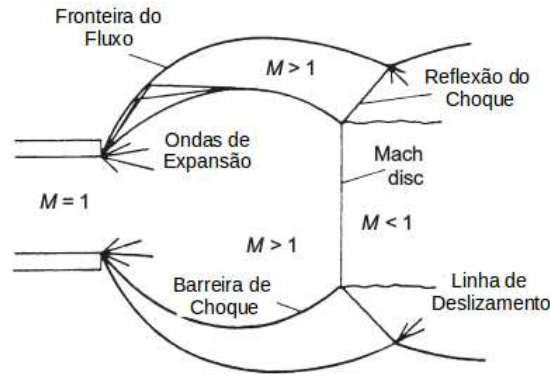 Fronteira do
Fluxo
M > 1
Reflexão do
Choque
Ondas de
Expansão
Mach
disc
M = 1
M < 1
M > 1
Barreira de
Choque
Linha de
Deslizamento